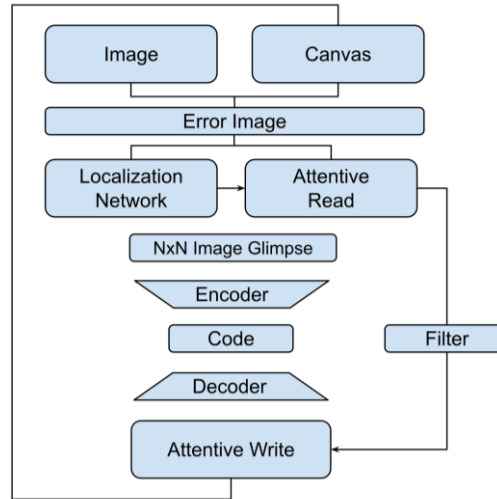 Image
Canvas
Error Image
Localization
Network
Attentive
Read
NxN Image Glimpse
Encoder
Code
Filter
Decoder
Attentive Write